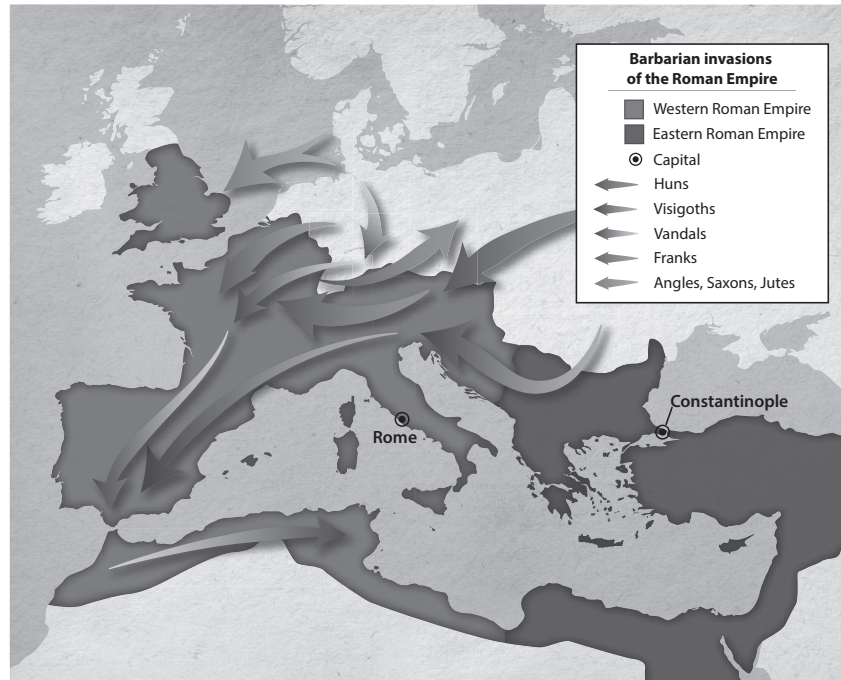 Barbarian invasions
of the Roman Empire
Western Roman Empire
Eastern Roman Empire
Capital
Huns
Visigoths
Vandals
Franks
Angles, Saxons, Jutes
Constantinople
Rome